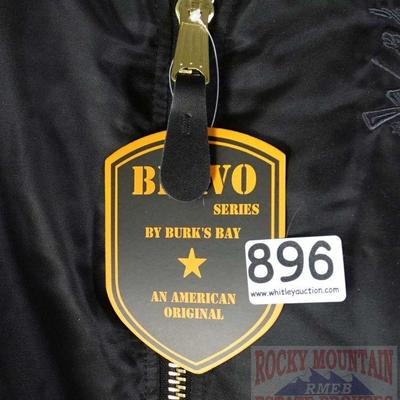 SERIES
BY BURK'S BAY
AN AMERICAN
ORIGINAL
896
www.whitleyauction.com
ROCKY MOUNTAIN
RMEB